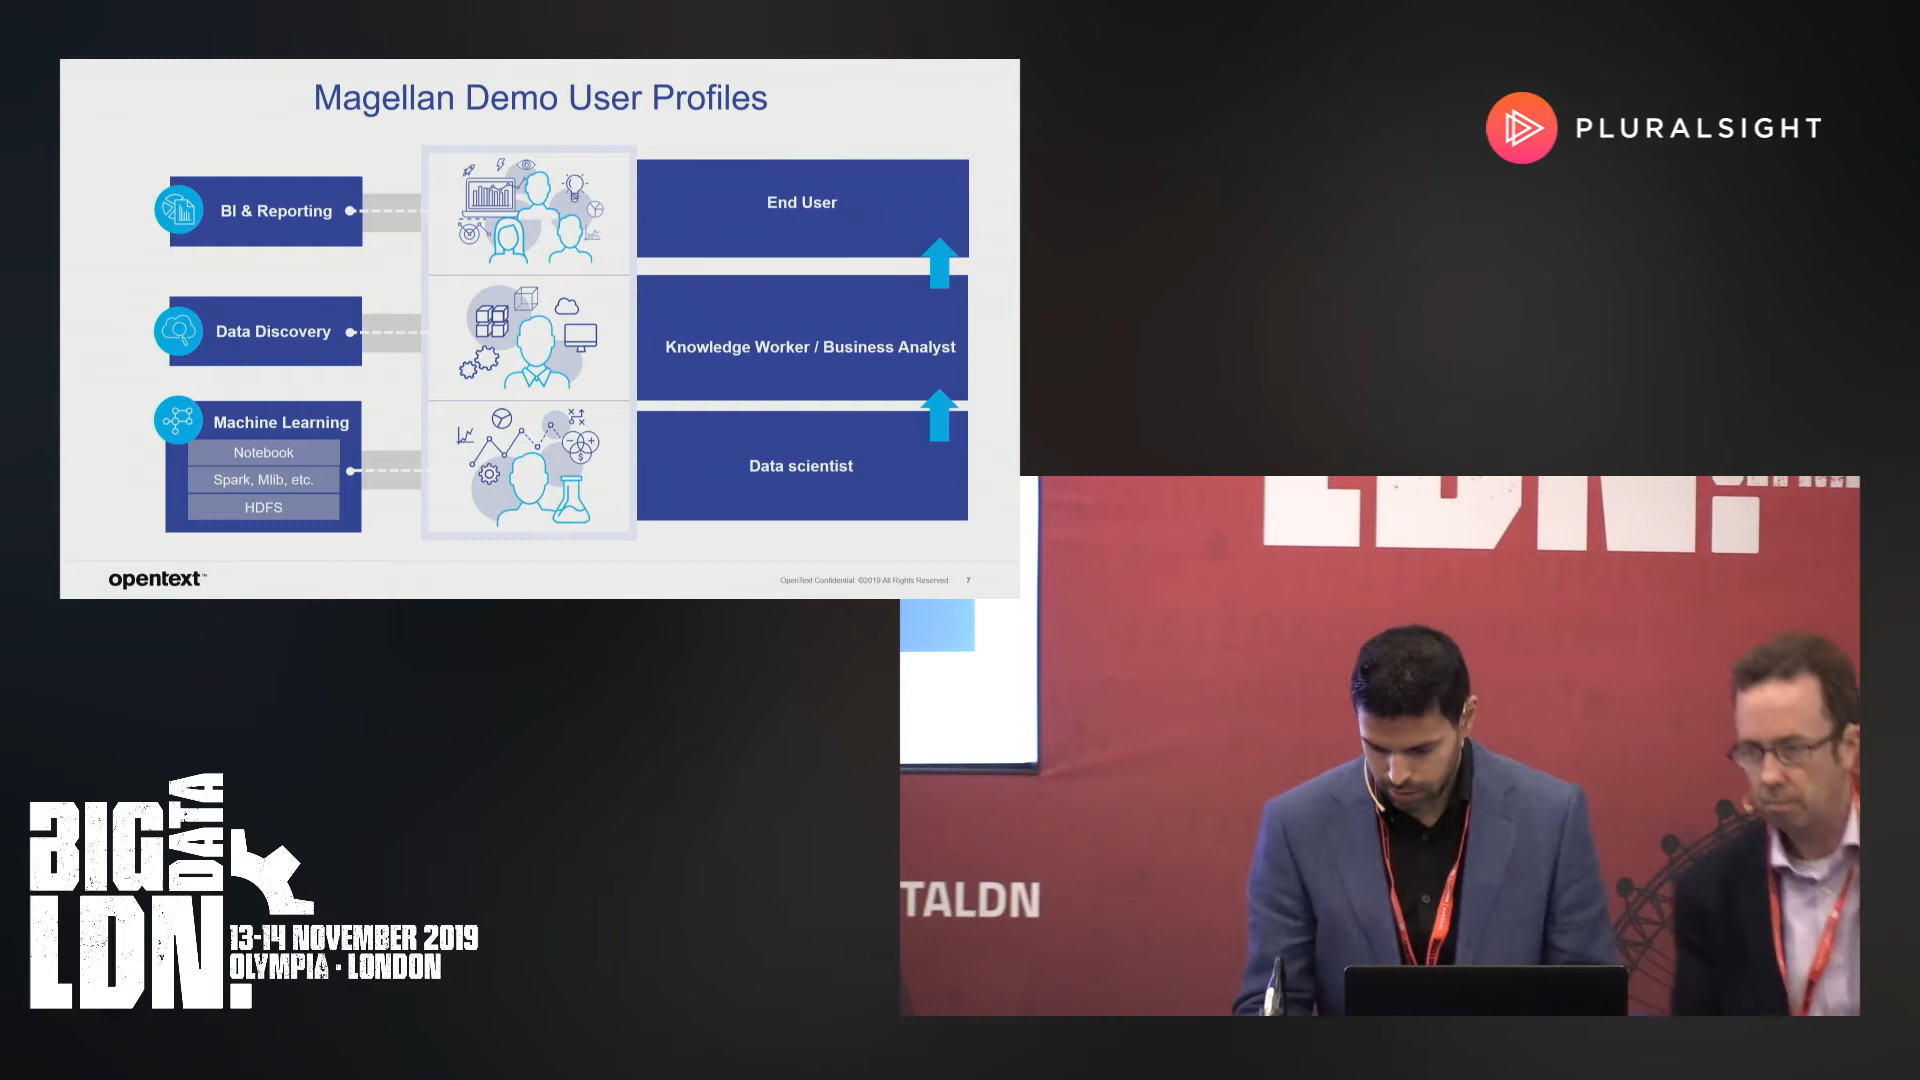 Magellan Demo User Profiles
BI & Reporting
End User
Data Discovery
Knowledge Worker / Business Analyst
Machine Learning
Notebook
Spark, Mlib, etc.
HDFS
Data scientist
opentext™
OpenText Confidential. ©2019 All Rights Reserved.
7
PLURALSIGHT
LDN.
TALDN
BIG
DATA
LDN.
13-14 NOVEMBER 2019
OLYMPIA · LONDON